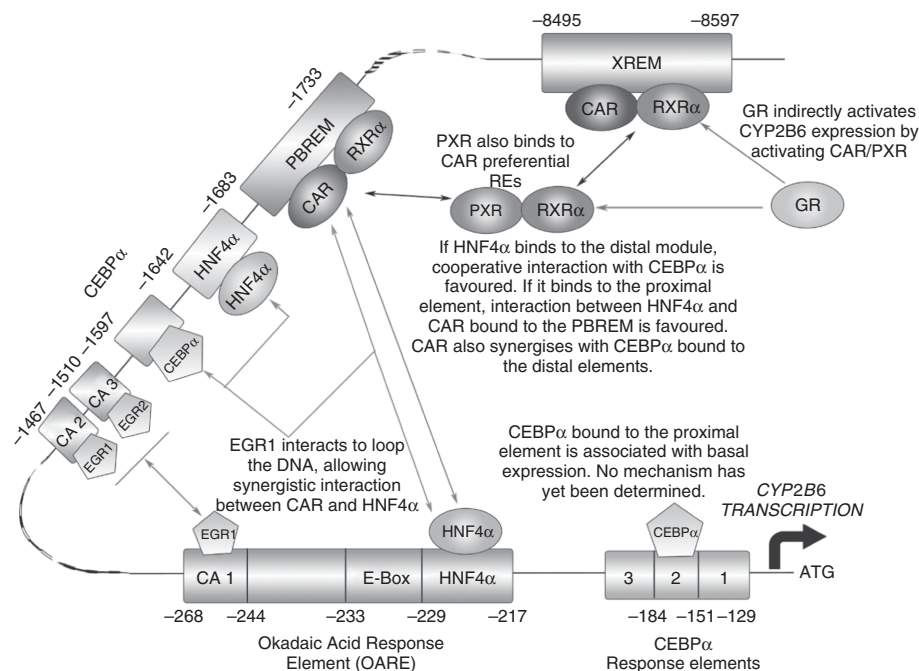 –8495
–8597
XREM
CAR
RXRα
GR indirectly activates
CYP2B6 expression by
activating CAR/PXR
GR
–1733
PBREM
RXRα
CAR
PXR also binds to
CAR preferential
REs
PXR
RXRα
–1683
HNF4α
HNF4α
If HNF4α binds to the distal module,
cooperative interaction with CEBPα is
favoured. If it binds to the proximal
element, interaction between HNF4α and
CAR bound to the PBREM is favoured.
CAR also synergises with CEBPα bound to
the distal elements.
CEBPα
–1642
–1597
CEBPα
–1510
CA 3
EGR2
–1467
CA 2
EGR1
EGR1 interacts to loop
the DNA, allowing
synergistic interaction
between CAR and HNF4α
CEBPα bound to the proximal
element is associated with basal
expression. No mechanism has
yet been determined.
CYP2B6
TRANSCRIPTION
EGR1
HNF4α
CEBPα
CA 1
E-Box
HNF4α
3
2
1
ATG
–268
–244
–233
–229
–217
–184
–151
–129
Okadaic Acid Response
Element (OARE)
CEBPα
Response elements